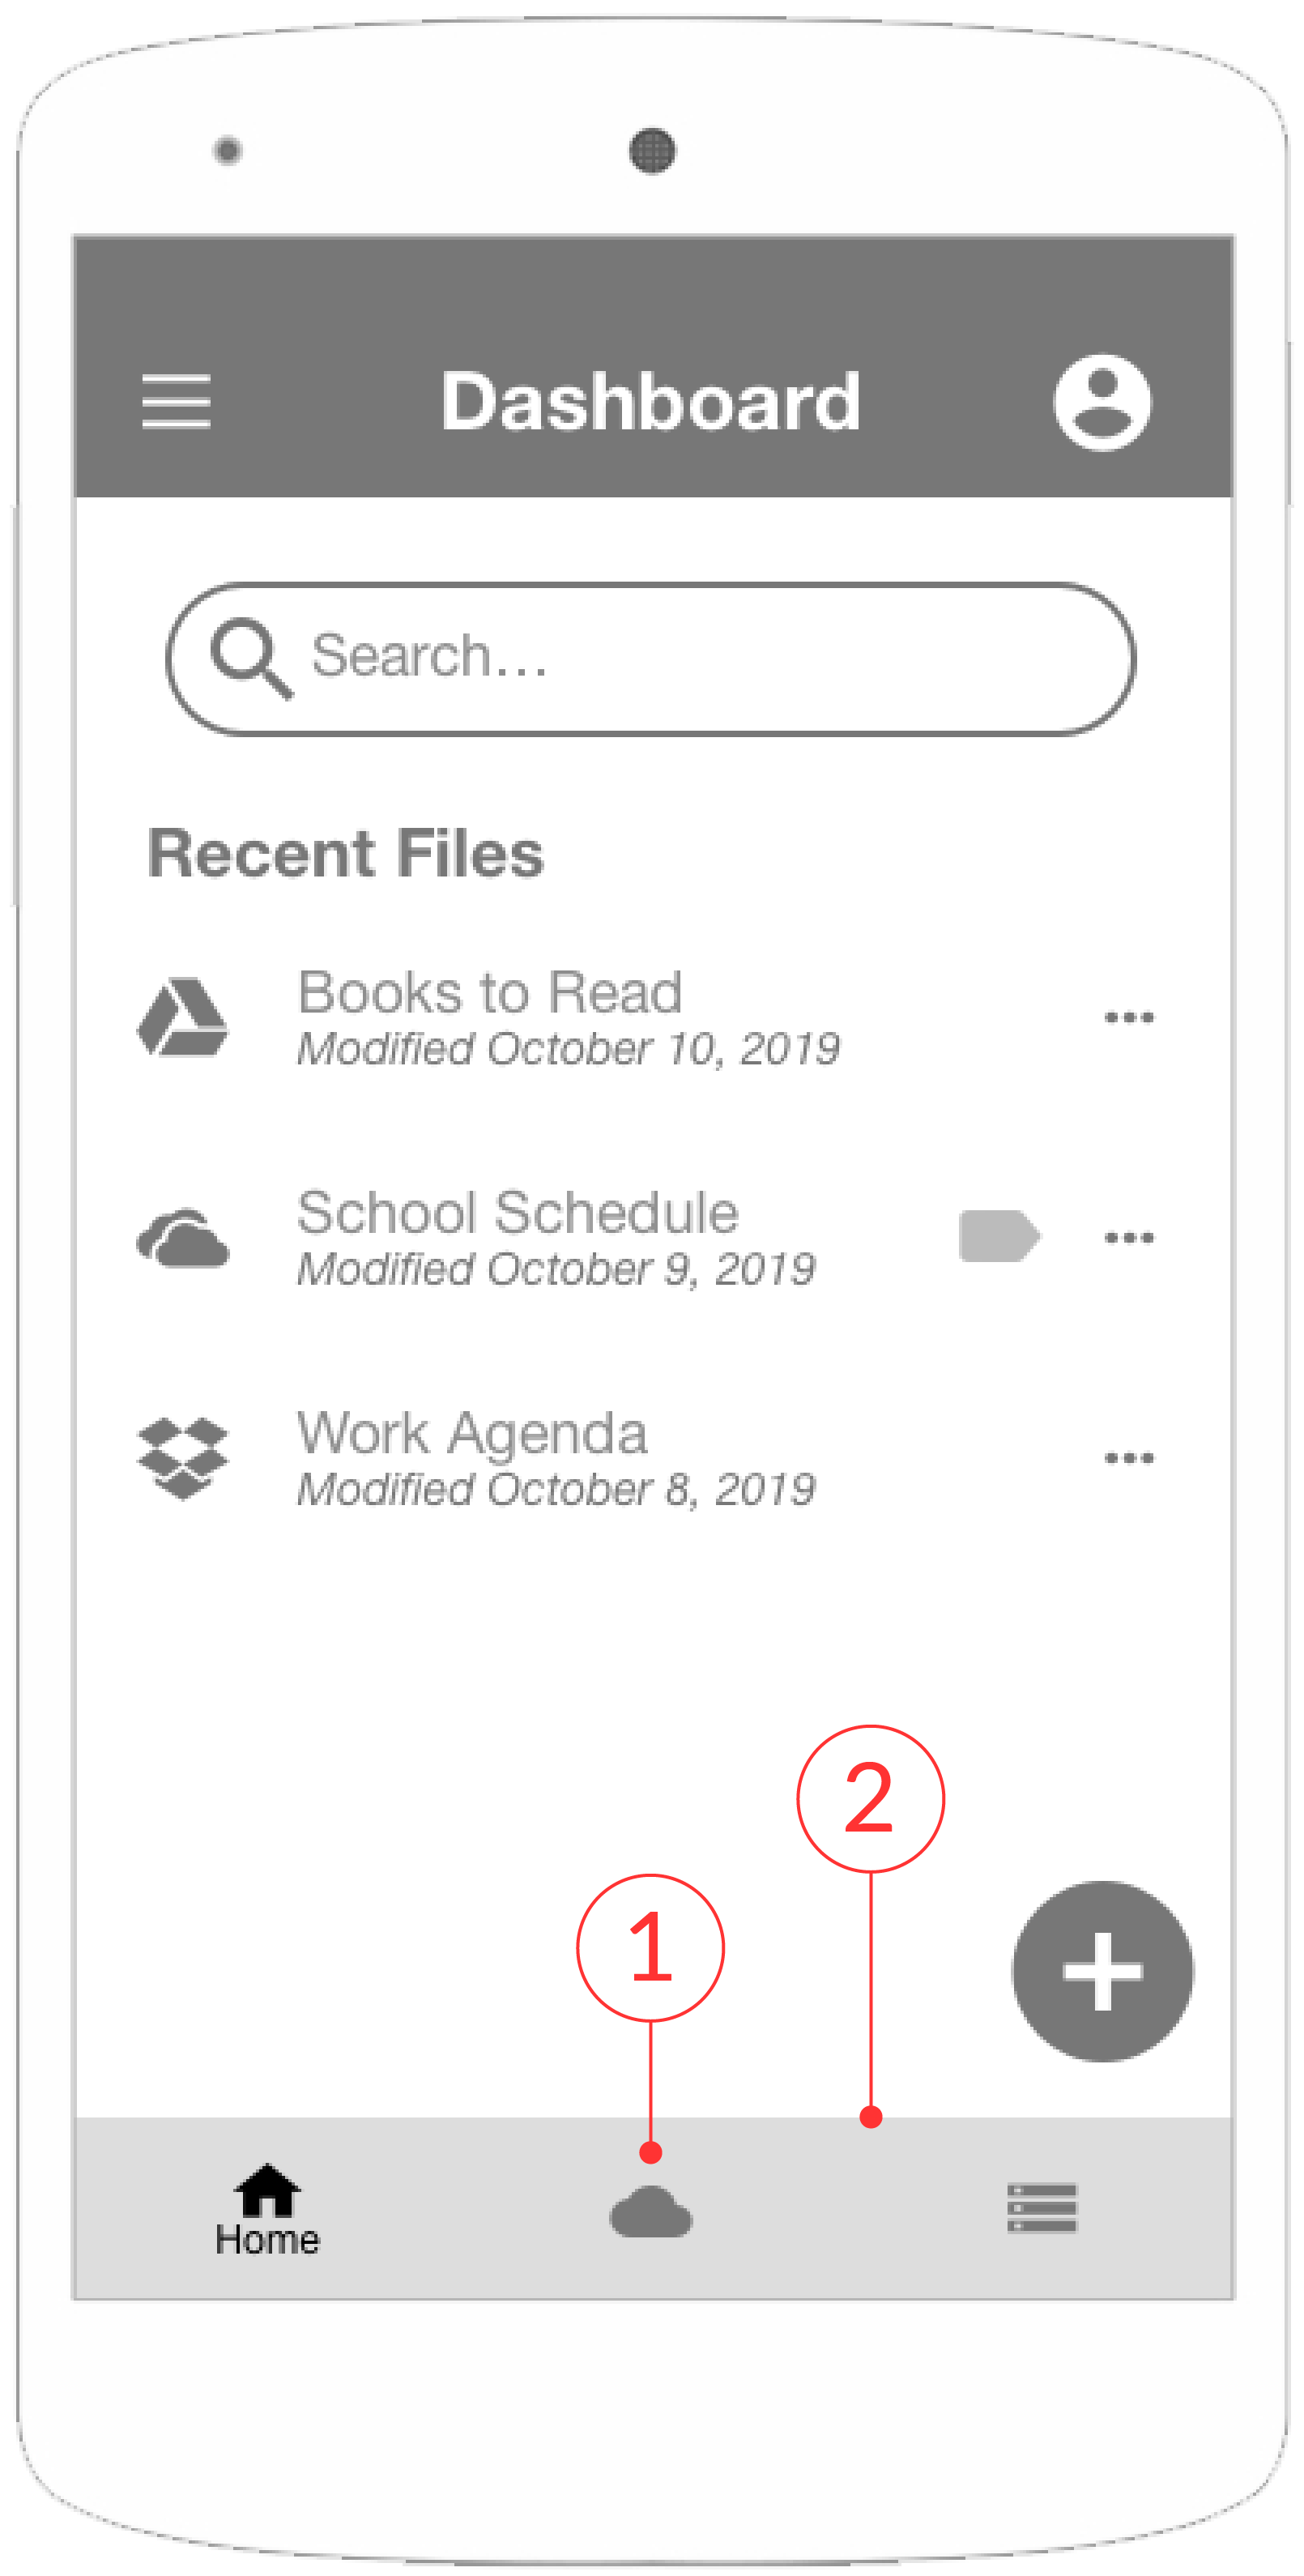 Dashboard
Search...
Recent Files
Books to Read
Modified October 10, 2019
School Schedule
Modified October 9, 2019
Work Agenda
Modified October 8, 2019
2
1
Home